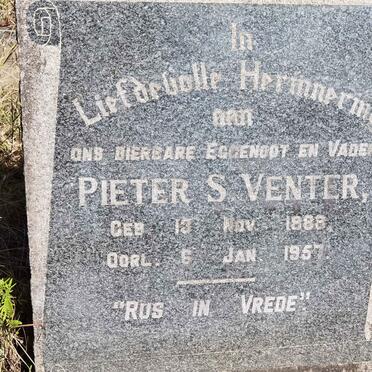 In
Liefdevolle Herinnering
aan
ONS DIERBARE EGGENOOT EN VADER
PIETER S. VENTER,
GEB. 13 NOV. 1888,
OORL. 5 JAN. 1957.
"RUS IN VREDE".